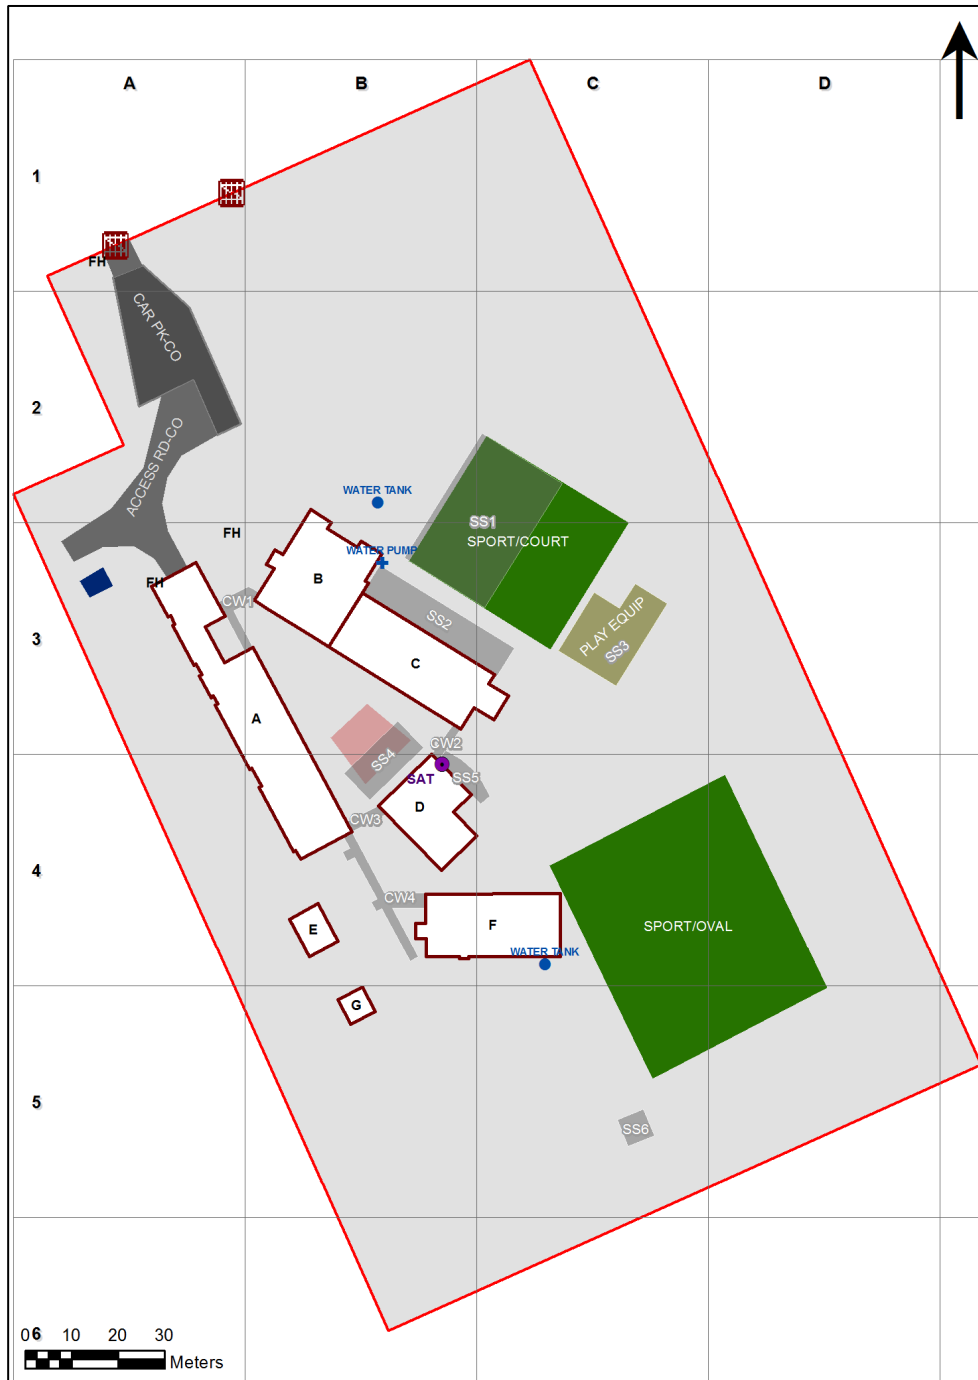 A B C D
1
FH
CAR PK-CO
2
ACCESS RD-CO
WATER TANK
SS1
FH
SPORT/COURT
WATER PUMP
B
FH
CW1
SS2
PLAY EQUIP
3
SS3
C
A
CW2
SS4
SAT
SS5
D
CW3
4
CW4
E
F
SPORT/OVAL
WATER TANK
G
5
SS6
6
0 10 20 30
Meters